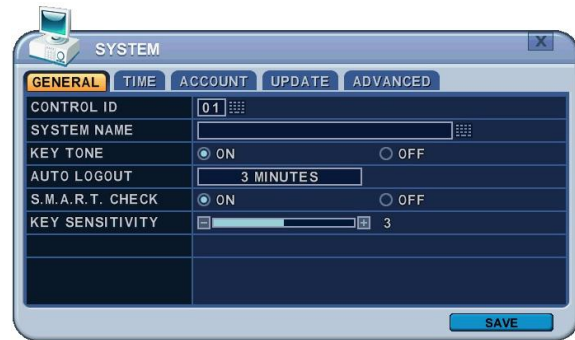 SYSTEM
X
GENERAL TIME ACCOUNT UPDATE ADVANCED
CONTROL ID 01
SYSTEM NAME
KEY TONE ON OFF
AUTO LOGOUT 3 MINUTES
S.M.A.R.T. CHECK ON OFF
KEY SENSITIVITY 3
SAVE